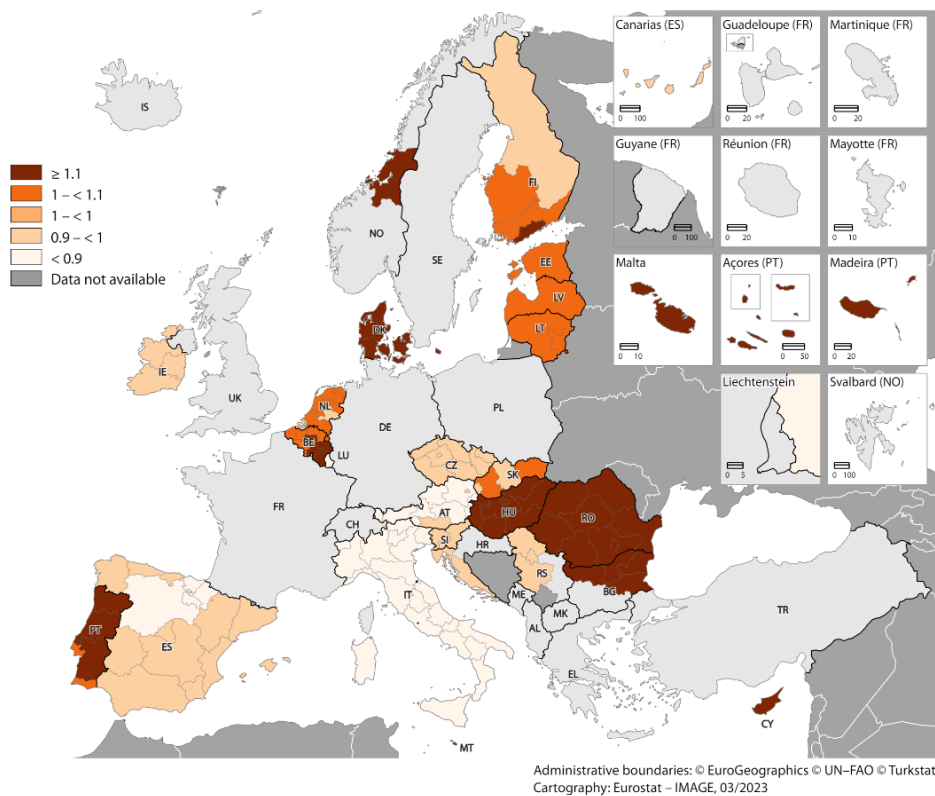 Canarias (ES)
0 100
Guadeloupe (FR)
0 20
Martinique (FR)
0 20
Guyane (FR)
0 100
Réunion (FR)
0 20
Mayotte (FR)
0 10
Malta
0 10
Açores (PT)
0 50
Madeira (PT)
0 20
Liechtenstein
0 5
Svalbard (NO)
0 100
≥ 1.1
1 – < 1.1
1 – < 1
0.9 – < 1
< 0.9
Data not available
IS
FI
NO
SE
EE
LV
LT
DK
IE
UK
NL
BE
LU
DE
PL
CZ
SK
FR
CH
AT
HU
RO
SI
HR
RS
IT
ME
BG
MK
AL
TR
EL
PT
ES
CY
MT
Administrative boundaries: © EuroGeographics © UN–FAO © Turkstat
Cartography: Eurostat – IMAGE, 03/2023